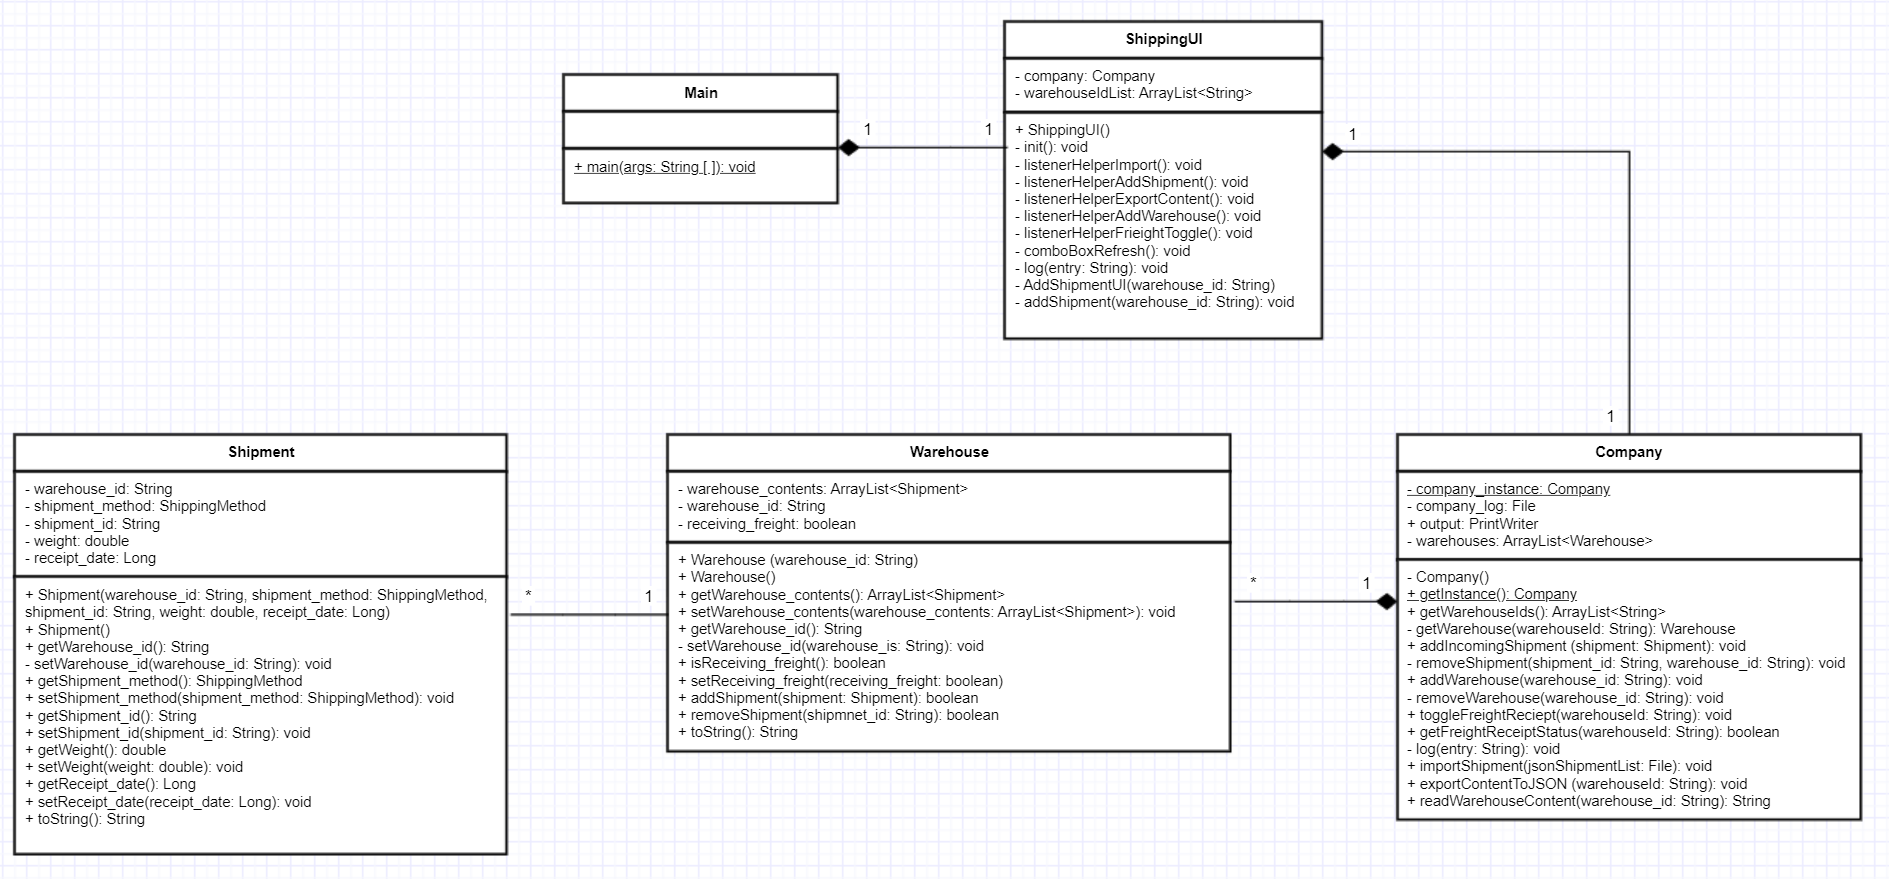 ShippingUI
- company: Company
- warehouseIdList: ArrayList<String>
+ ShippingUI()
- init(): void
- listenerHelperImport(): void
- listenerHelperAddShipment(): void
- listenerHelperExportContent(): void
- listenerHelperAddWarehouse(): void
- listenerHelperFrieightToggle(): void
- comboBoxRefresh(): void
- log(entry: String): void
- AddShipmentUI(warehouse_id: String)
- addShipment(warehouse_id: String): void
Main
+ main(args: String [ ]): void
1
1
1
1
Shipment
- warehouse_id: String
- shipment_method: ShippingMethod
- shipment_id: String
- weight: double
- receipt_date: Long
+ Shipment(warehouse_id: String, shipment_method: ShippingMethod,
shipment_id: String, weight: double, receipt_date: Long)
+ Shipment()
+ getWarehouse_id(): String
- setWarehouse_id(warehouse_id: String): void
+ getShipment_method(): ShippingMethod
+ setShipment_method(shipment_method: ShippingMethod): void
+ getShipment_id(): String
+ setShipment_id(shipment_id: String): void
+ getWeight(): double
+ setWeight(weight: double): void
+ getReceipt_date(): Long
+ setReceipt_date(receipt_date: Long): void
+ toString(): String
*
1
Warehouse
- warehouse_contents: ArrayList<Shipment>
- warehouse_id: String
- receiving_freight: boolean
+ Warehouse (warehouse_id: String)
+ Warehouse()
+ getWarehouse_contents(): ArrayList<Shipment>
+ setWarehouse_contents(warehouse_contents: ArrayList<Shipment>): void
+ getWarehouse_id(): String
- setWarehouse_id(warehouse_is: String): void
+ isReceiving_freight(): boolean
+ setReceiving_freight(receiving_freight: boolean)
+ addShipment(shipment: Shipment): boolean
+ removeShipment(shipmnet_id: String): boolean
+ toString(): String
*
1
Company
- company_instance: Company
- company_log: File
+ output: PrintWriter
- warehouses: ArrayList<Warehouse>
- Company()
+ getInstance(): Company
+ getWarehouseIds(): ArrayList<String>
- getWarehouse(warehouseId: String): Warehouse
+ addIncomingShipment (shipment: Shipment): void
- removeShipment(shipment_id: String, warehouse_id: String): void
+ addWarehouse(warehouse_id: String): void
- removeWarehouse(warehouse_id: String): void
+ toggleFreightReciept(warehouseId: String): void
+ getFreightReceiptStatus(warehouseId: String): boolean
- log(entry: String): void
+ importShipment(jsonShipmentList: File): void
+ exportContentToJSON (warehouseId: String): void
+ readWarehouseContent(warehouse_id: String): String